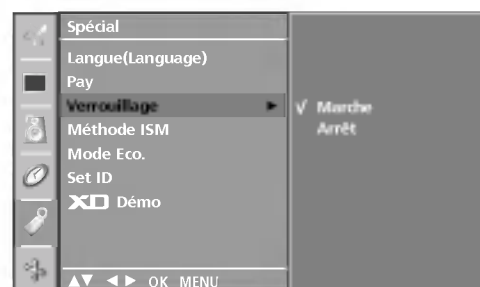 Spécial
Langue(Language)
Pay
Verrouillage ►
√ Marche
Arrêt
Méthode ISM
Mode Eco.
Set ID
XD Démo
▲▼ ◄► OK MENU